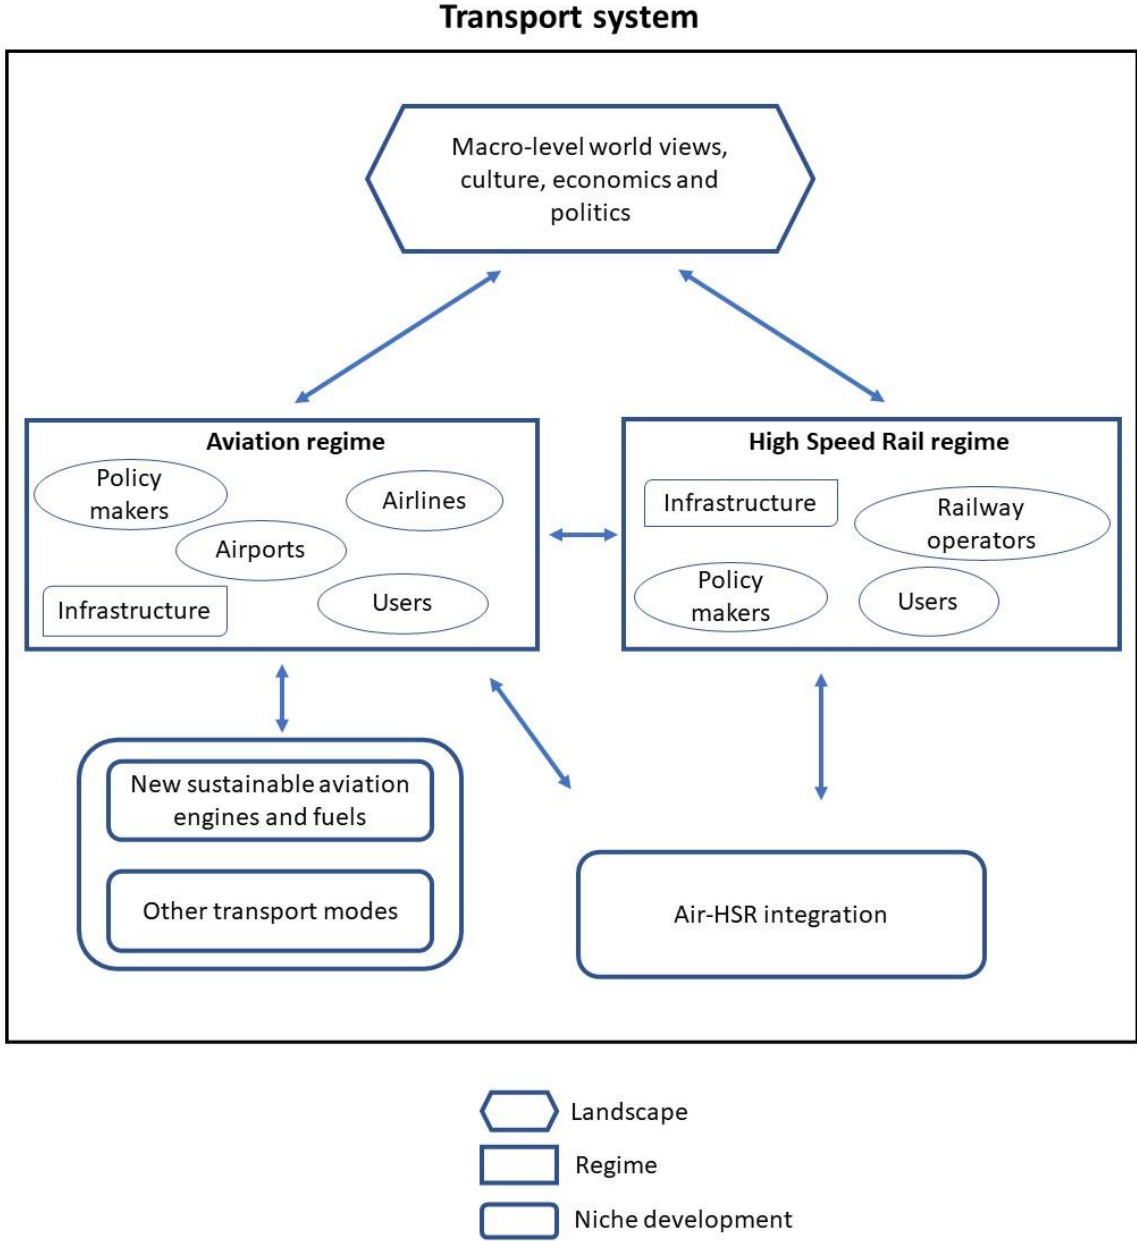 Transport system
Macro-level world views,
culture, economics and
politics
Aviation regime
Policy
makers
Airlines
Airports
Infrastructure
Users
High Speed Rail regime
Infrastructure
Railway
operators
Policy
makers
Users
New sustainable aviation
engines and fuels
Other transport modes
Air-HSR integration
Landscape
Regime
Niche development